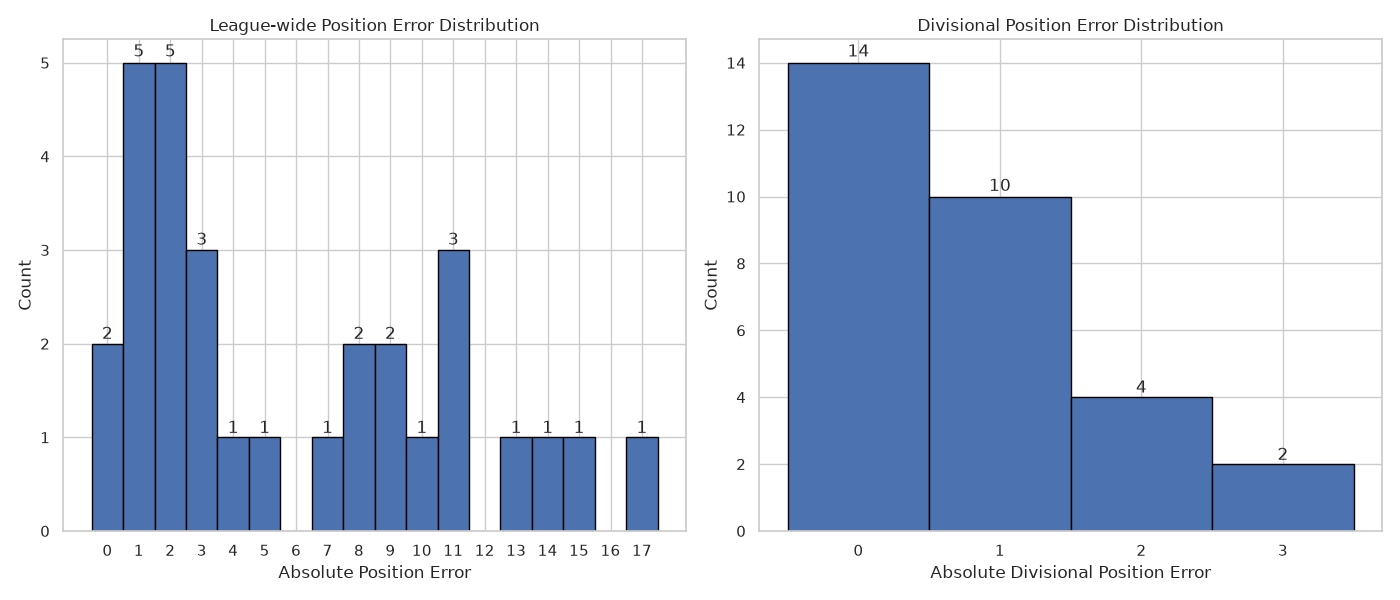 League-wide Position Error Distribution
5 5
3 3
2 2 2
1 1 1 1 1 1 1 1
5
4
3
2
1
0
Count
0 1 2 3 4 5 6 7 8 9 10 11 12 13 14 15 16 17
Absolute Position Error
Divisional Position Error Distribution
14
10
4
2
14
12
10
8
6
4
2
0
Count
0 1 2 3
Absolute Divisional Position Error